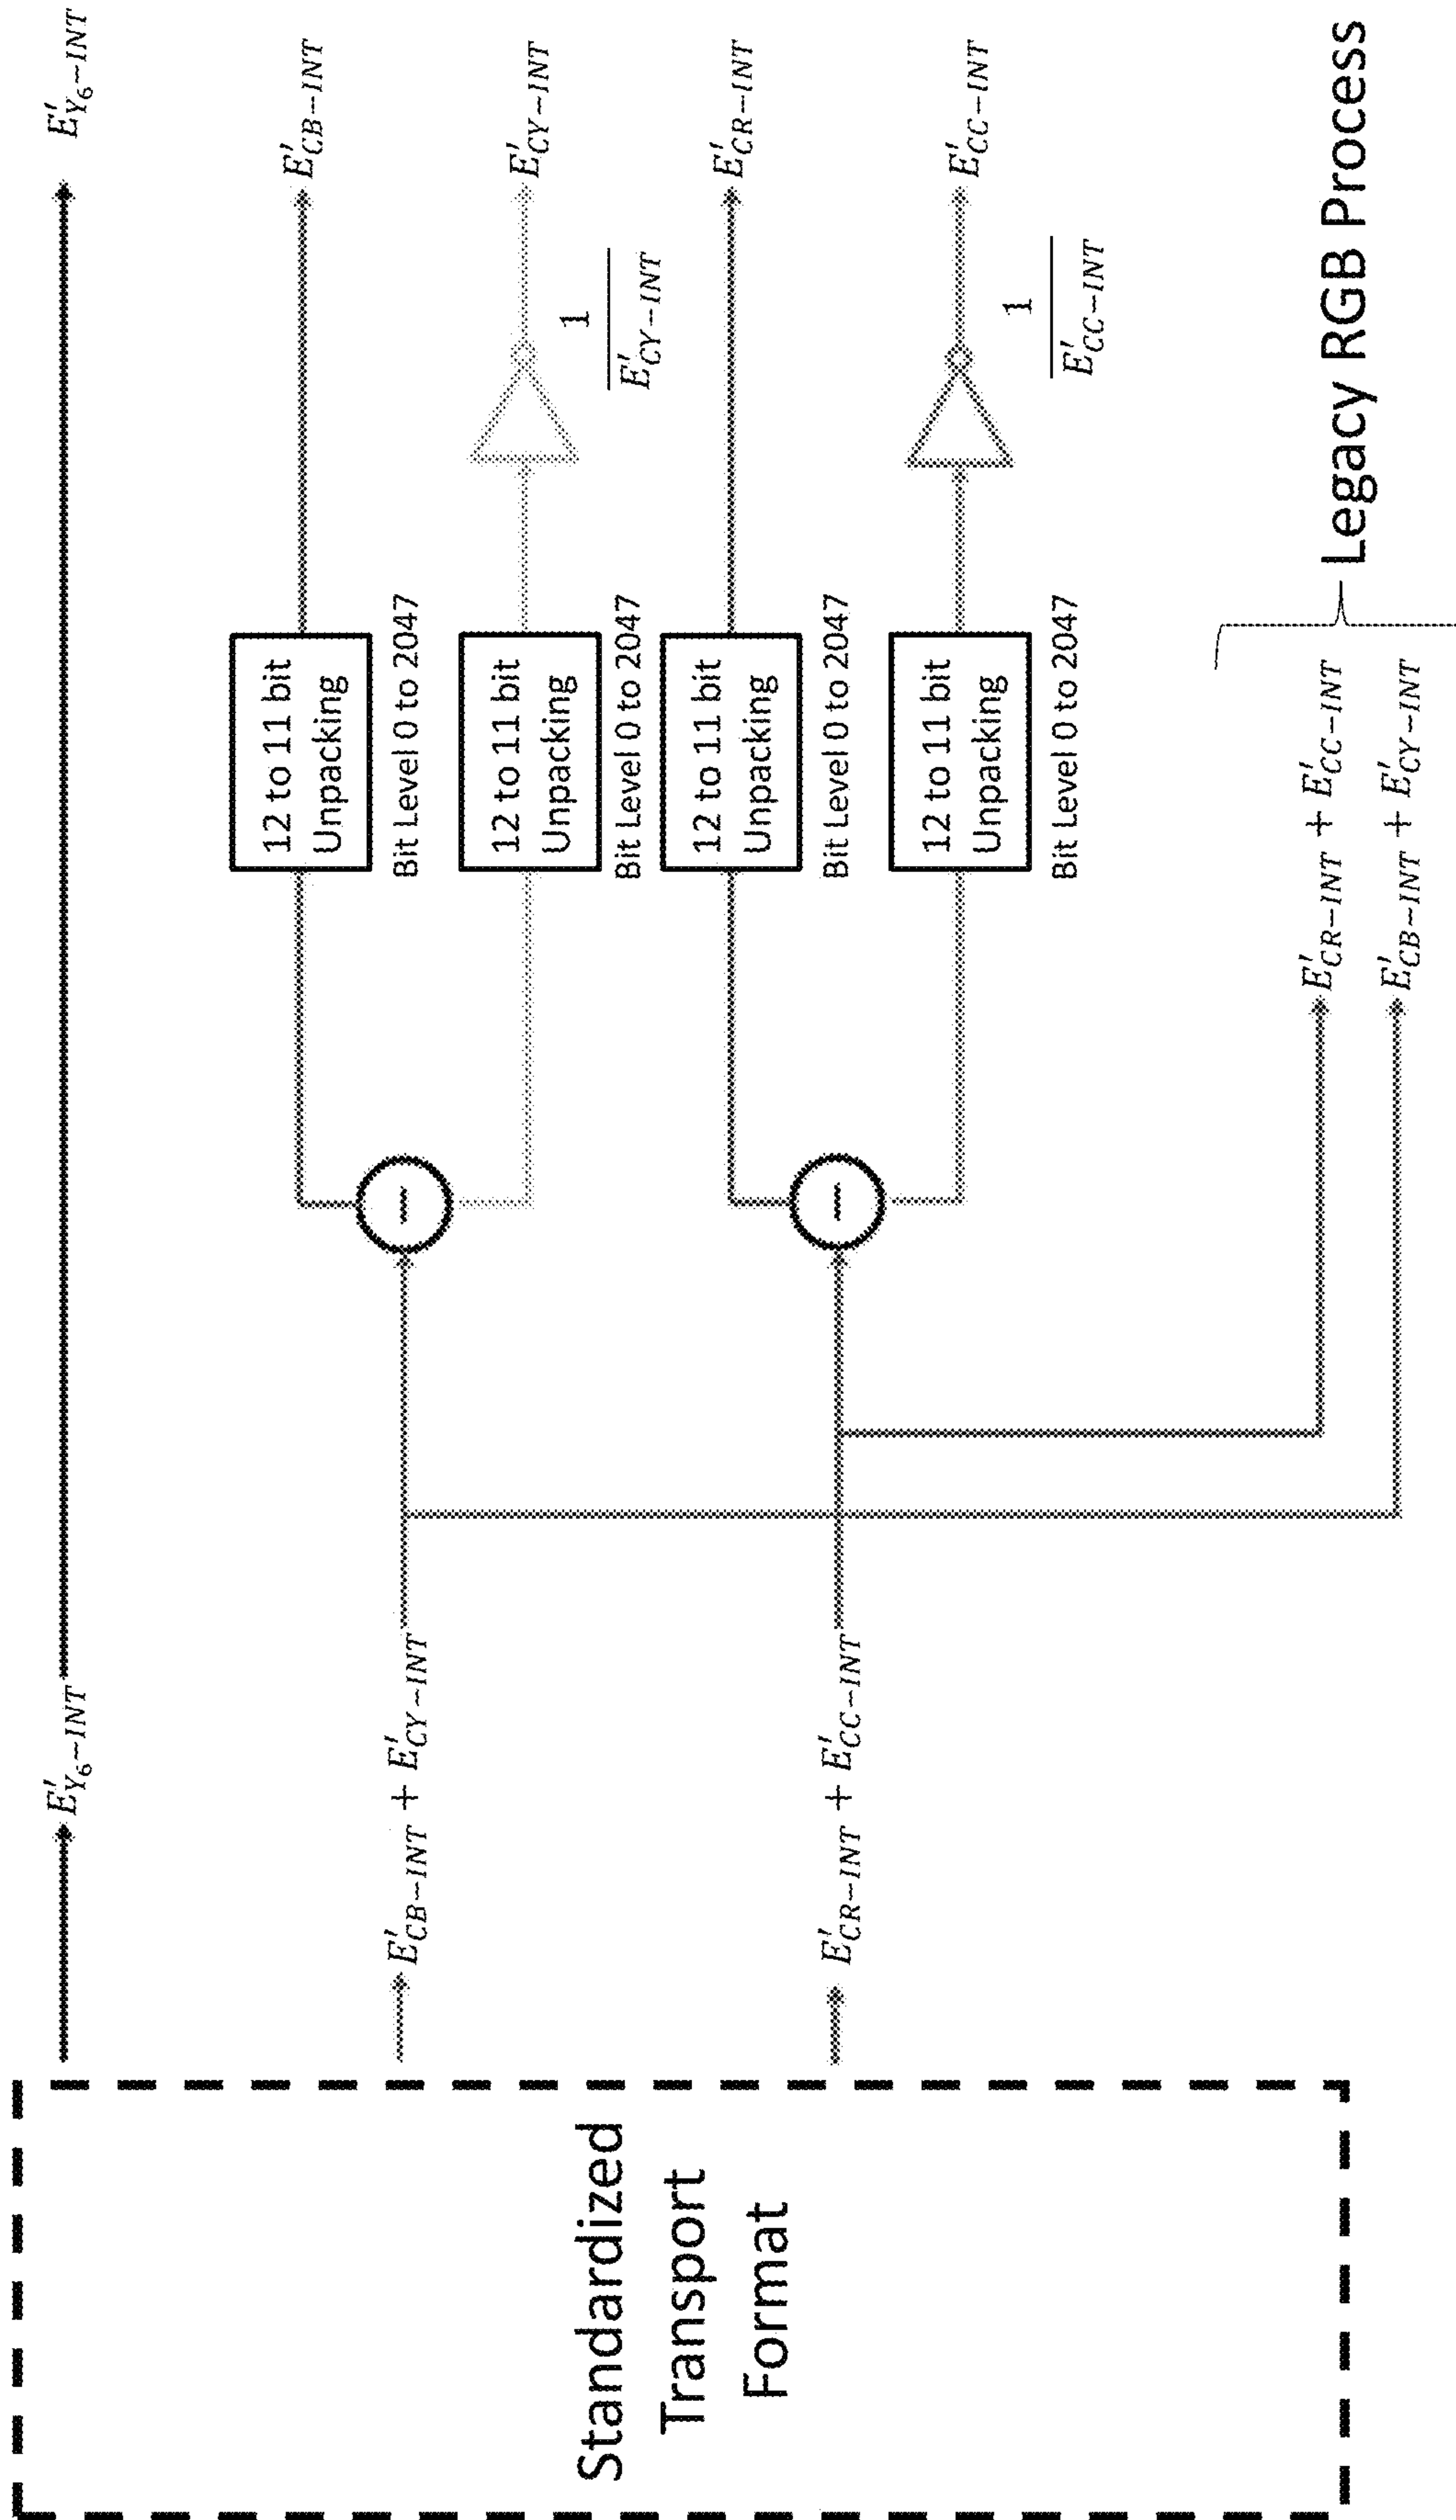 Standardized
Transport
Format
E′Y₆−INT
E′CB−INT + E′CY−INT
E′CR−INT + E′CC−INT
12 to 11 bit
Unpacking
Bit Level 0 to 2047
12 to 11 bit
Unpacking
Bit Level 0 to 2047
12 to 11 bit
Unpacking
Bit Level 0 to 2047
12 to 11 bit
Unpacking
Bit Level 0 to 2047
1
E′CY−INT
1
E′CC−INT
E′Y₆−INT
E′CB−INT
E′CY−INT
E′CR−INT
E′CC−INT
E′CR−INT + E′CC−INT
E′CB−INT + E′CY−INT
Legacy RGB Process